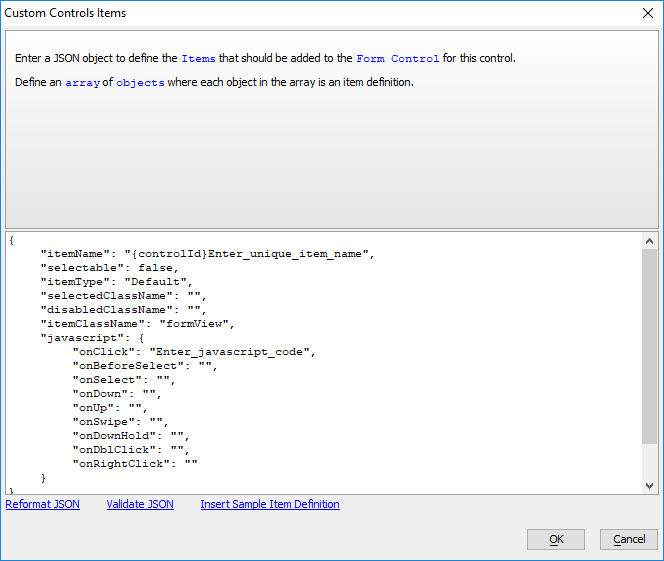 Custom Controls Items
Enter a JSON object to define the Items that should be added to the Form Control for this control.
Define an array of objects where each object in the array is an item definition.
{
"itemName": "{controlId}Enter_unique_item_name",
"selectable": false,
"itemType": "Default",
"selectedClassName": "",
"disabledClassName": "",
"itemClassName": "formView",
"javascript": {
"onClick": "Enter_javascript_code",
"onBeforeSelect": "",
"onSelect": "",
"onDown": "",
"onUp": "",
"onSwipe": "",
"onDownHold": "",
"onDblClick": "",
"onRightClick": ""
}
}
Reformat JSON Validate JSON Insert Sample Item Definition
OK Cancel